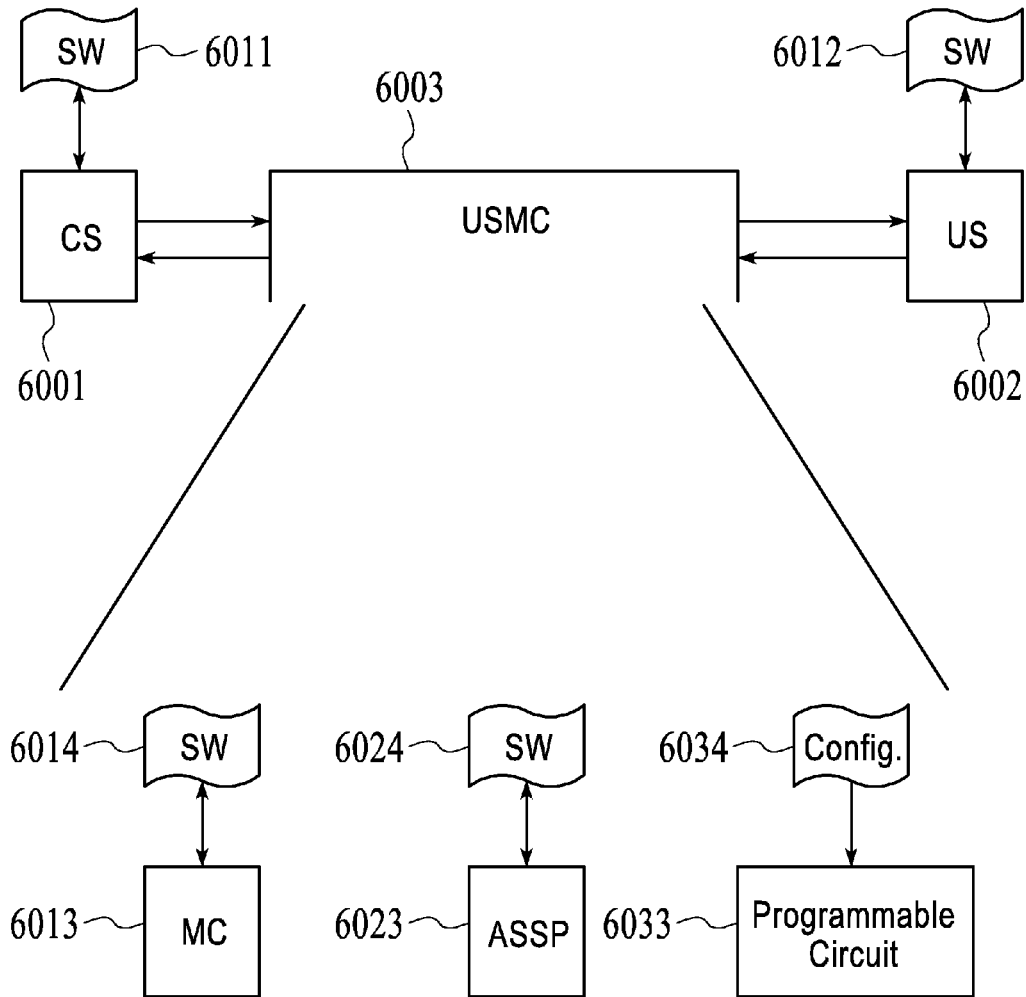 SW
6011
6012
SW
6003
CS
USMC
US
6001
6002
6014
SW
6024
SW
6034
Config.
6013
MC
6023
ASSP
6033
Programmable
Circuit